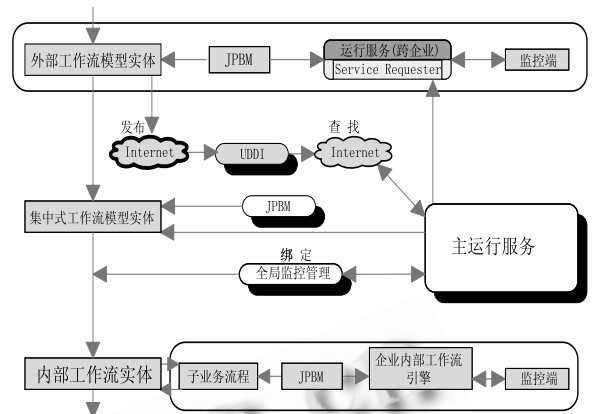 外部工作流模型实体
JPBM
运行服务(跨企业)
Service Requester
监控端
发布
Internet
UDDI
查 找
Internet
集中式工作流模型实体
JPBM
主运行服务
绑 定
全局监控管理
内部工作流实体
子业务流程
JPBM
企业内部工作流
引擎
监控端